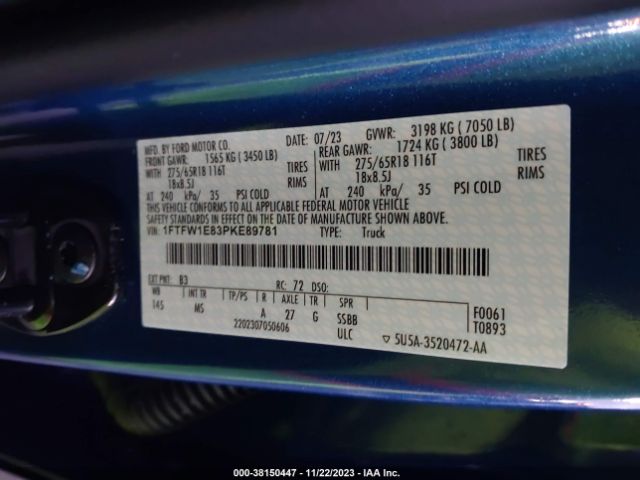 MFD. BY FORD MOTOR CO. DATE: 07/23 GVWR: 3198 KG ( 7050 LB)
FRONT GAWR: 1565 KG ( 3450 LB) REAR GAWR: 1724 KG ( 3800 LB)
WITH 275/65R18 116T TIRES WITH 275/65R18 116T TIRES
18x8.5J RIMS 18x8.5J RIMS
AT 240 kPa/ 35 PSI COLD AT 240 kPa/ 35 PSI COLD
THIS VEHICLE CONFORMS TO ALL APPLICABLE FEDERAL MOTOR VEHICLE
SAFETY STANDARDS IN EFFECT ON THE DATE OF MANUFACTURE SHOWN ABOVE.
VIN: 1FTFW1E83PKE89781 TYPE: Truck
EXT PNT: B3 RC: 72 DSO:
WB INT TR TP/PS R AXLE TR SPR F0061
145 MS A 27 G SSBB T0893
2202307050606 ULC ▽ 5U5A-3520472-AA
000-38150447 - 11/22/2023 - IAAI Inc.